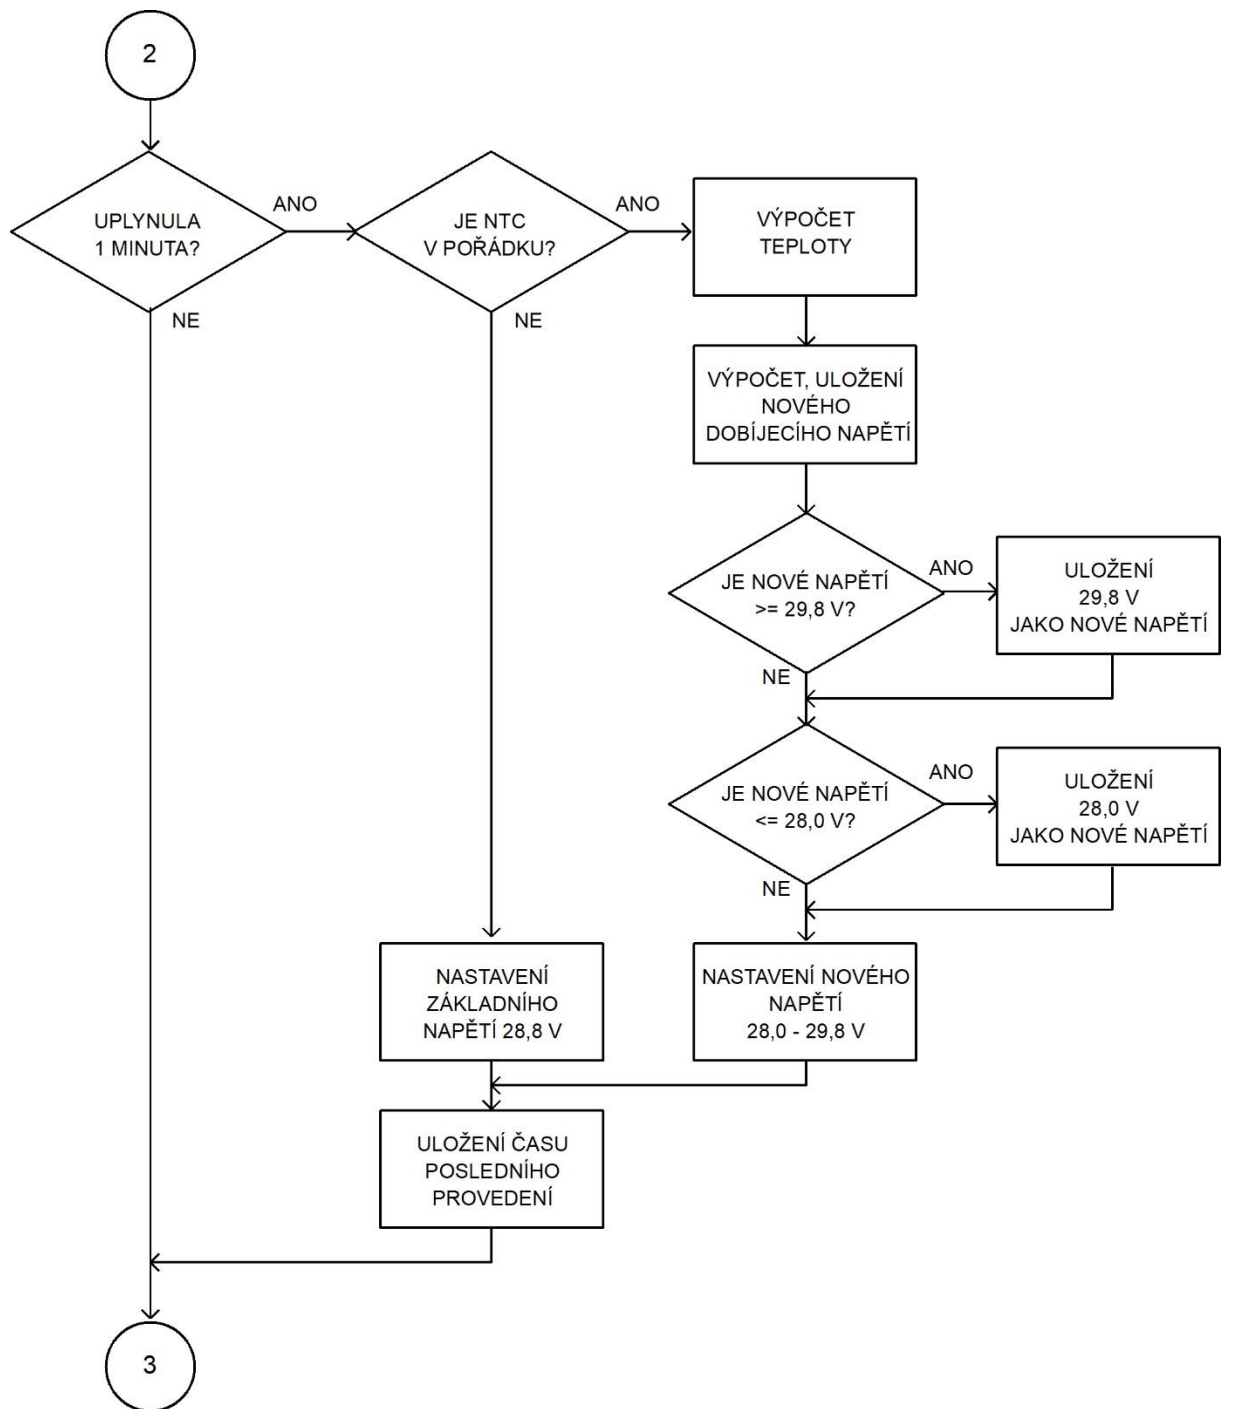 2
UPLYNULA
1 MINUTA?
ANO
NE
JE NTC
V POŘÁDKU?
ANO
NE
VÝPOČET
TEPLOTY
VÝPOČET, ULOŽENÍ
NOVÉHO
DOBÍJECÍHO NAPĚTÍ
JE NOVÉ NAPĚTÍ
>= 29,8 V?
ANO
NE
ULOŽENÍ
29,8 V
JAKO NOVÉ NAPĚTÍ
JE NOVÉ NAPĚTÍ
<= 28,0 V?
ANO
NE
ULOŽENÍ
28,0 V
JAKO NOVÉ NAPĚTÍ
NASTAVENÍ
ZÁKLADNÍHO
NAPĚTÍ 28,8 V
NASTAVENÍ NOVÉHO
NAPĚTÍ
28,0 - 29,8 V
ULOŽENÍ ČASU
POSLEDNÍHO
PROVEDENÍ
3